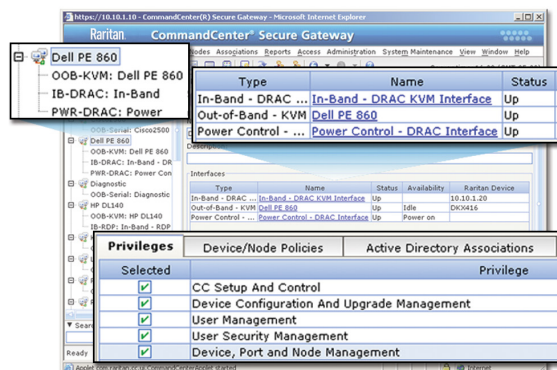 https://10.10.1.10 - CommandCenter(R) Secure Gateway - Microsoft Internet Explorer
Raritan. CommandCenter® Secure Gateway
Nodes Associations Reports Access Administration System Maintenance View Window Help
Dell PE 860
OOB-KVM: Dell PE 860
IB-DRAC: In-Band
PWR-DRAC: Power
Type Name Status
In-Band - DRAC ... In-Band - DRAC KVM Interface Up
Out-of-Band - KVM Dell PE 860 Up
Power Control - ... Power Control - DRAC Interface Up
OOB-Serial: Cisco2500
Dell PE 860
OOB-KVM: Dell PE 860
IB-DRAC: In-Band - DR
PWR-DRAC: Power Con
Diagnostic
OOB-Serial: Diagnostic
HP DL140
OOB-KVM: HP DL140
IB-RDP: In-Band - RDP
Interfaces
Type Name Status Availability Raritan Device
In-Band - DRAC ... In-Band - DRAC KVM Interface Up 10.10.1.20
Out-of-Band - KVM Dell PE 860 Up Idle DKX416
Power Control - ... Power Control - DRAC Interface Up Power on
Privileges Device/Node Policies Active Directory Associations
Selected Privilege
CC Setup And Control
Device Configuration And Upgrade Management
User Management
User Security Management
Device, Port and Node Management
Sear
Ready
Applet com.raritan.cc.ui.CommandCenterApplet started Internet